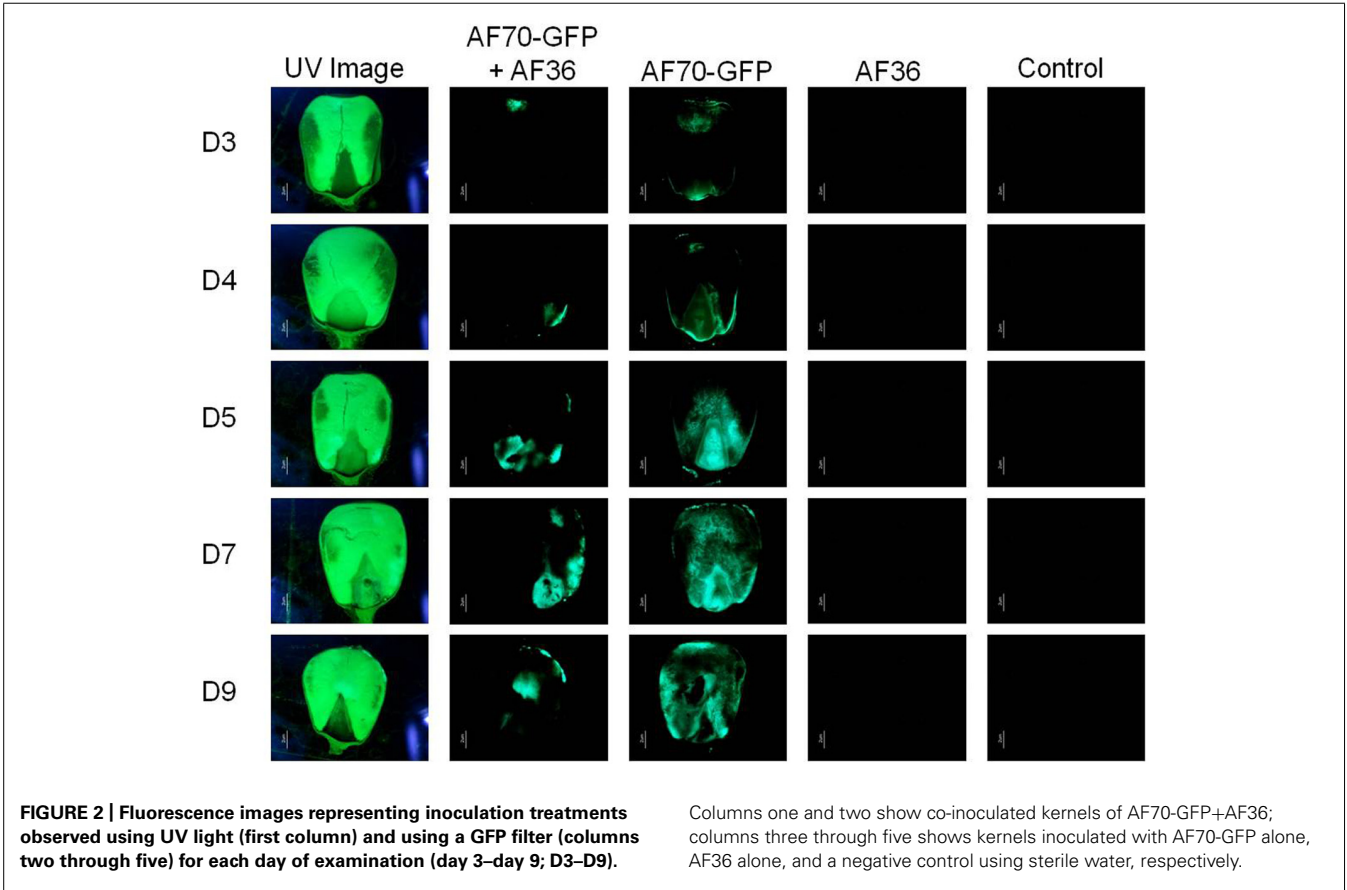 AF70-GFP
+ AF36
UV Image
AF70-GFP
AF36
Control
D3
D4
D5
D7
D9
FIGURE 2 | Fluorescence images representing inoculation treatments
observed using UV light (first column) and using a GFP filter (columns
two through five) for each day of examination (day 3–day 9; D3–D9).
Columns one and two show co-inoculated kernels of AF70-GFP+AF36;
columns three through five shows kernels inoculated with AF70-GFP alone,
AF36 alone, and a negative control using sterile water, respectively.